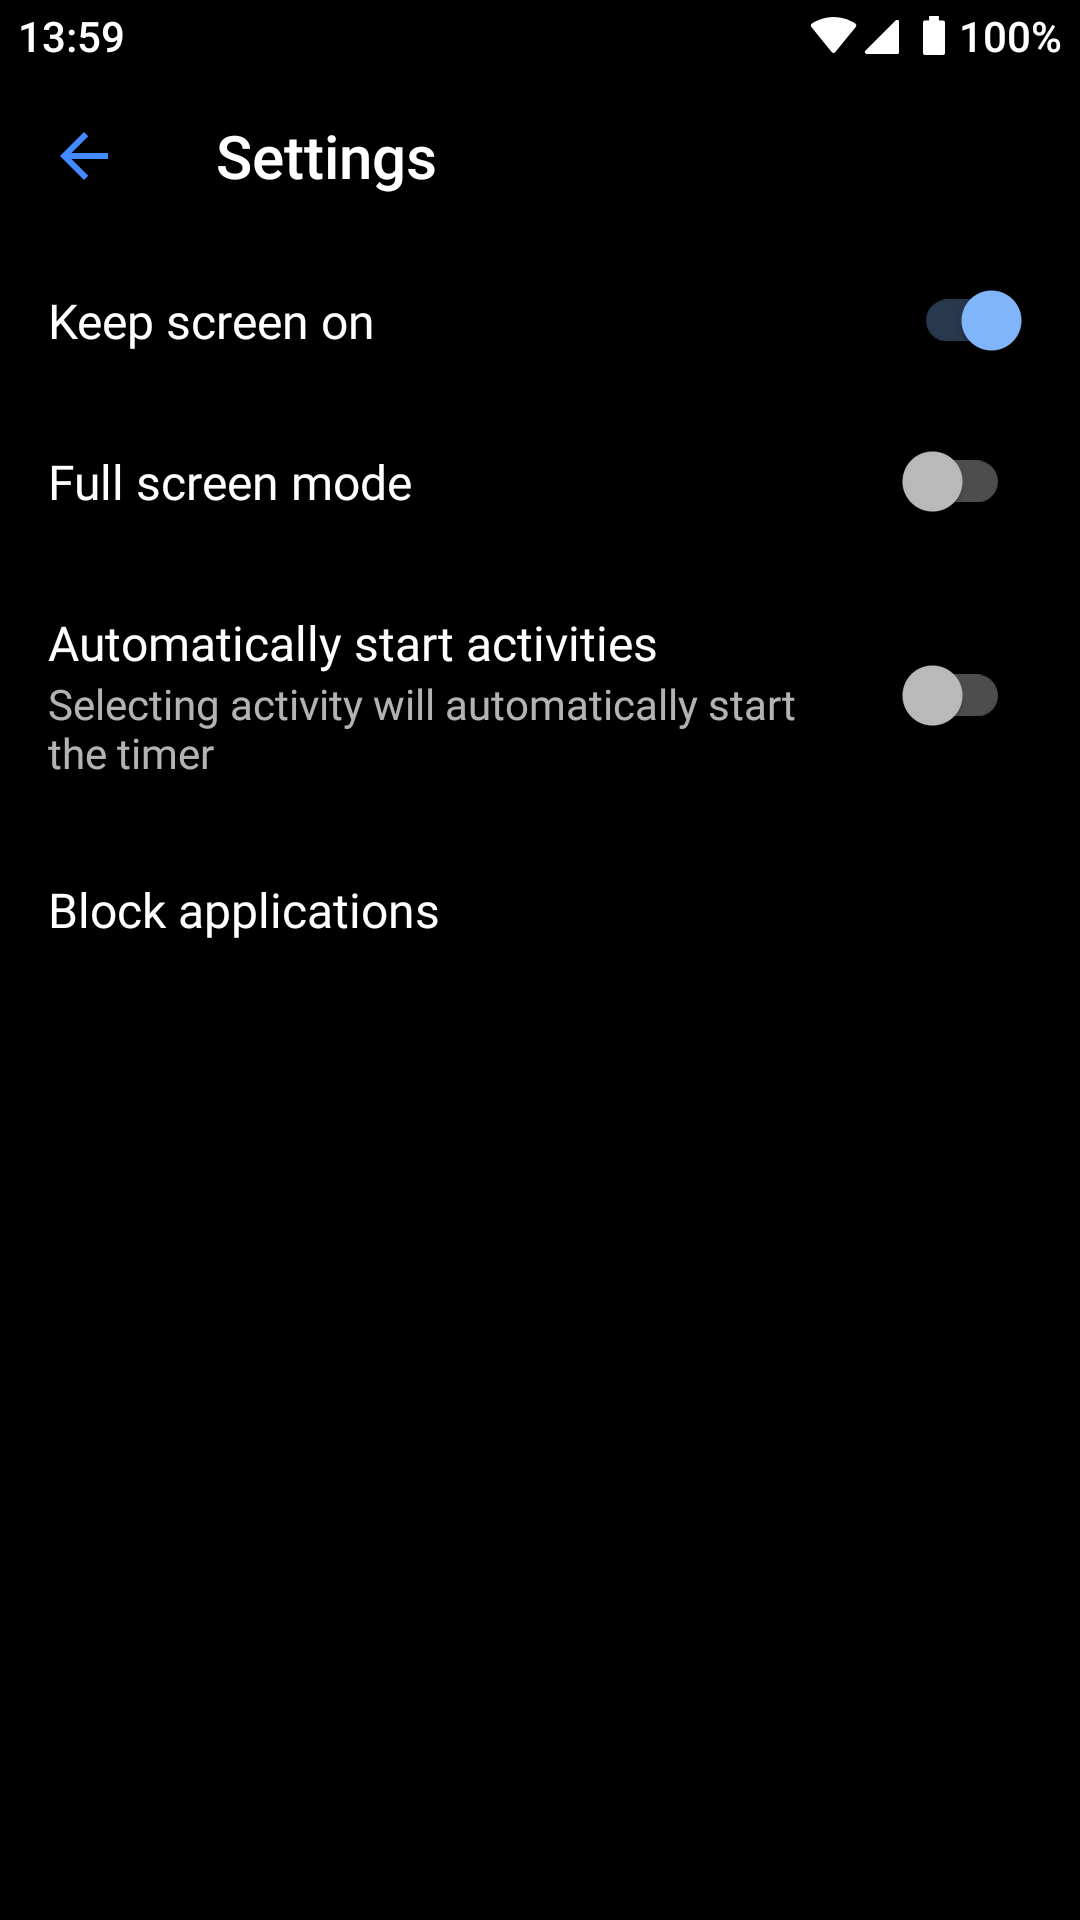 13:59
100%
Settings
Keep screen on
Full screen mode
Automatically start activities
Selecting activity will automatically start
the timer
Block applications